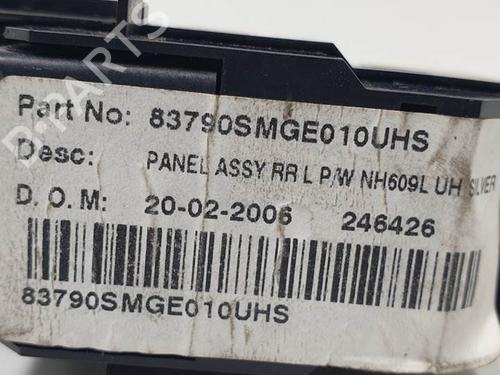 Part No: 83790SMGE010UHS
Desc: PANEL ASSY RR L P/W NH609L UH SILVER
D. O. M: 20-02-2006 246426
83790SMGE010UHS
B-PARTS